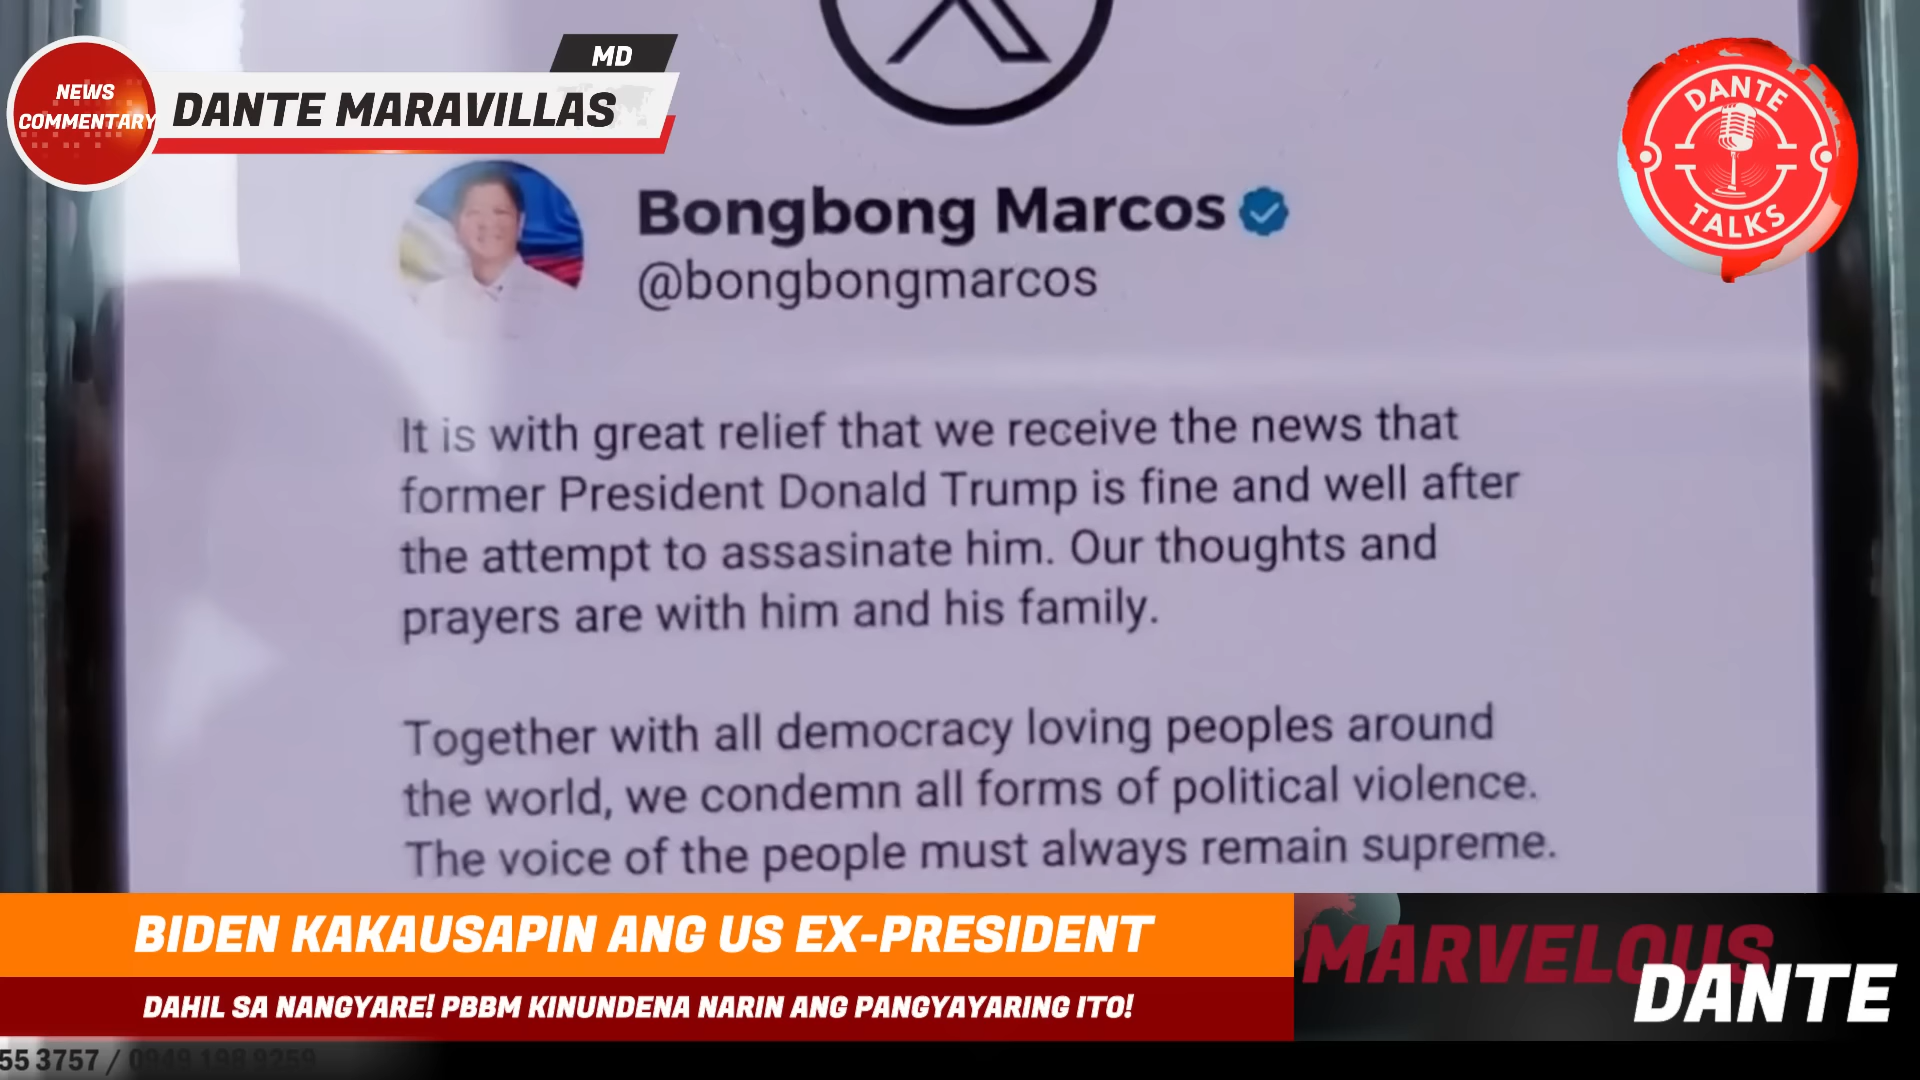 MD
NEWS
COMMENTARY
DANTE MARAVILLAS
DANTE
TALKS
Bongbong Marcos
@bongbongmarcos
It is with great relief that we receive the news that
former President Donald Trump is fine and well after
the attempt to assasinate him. Our thoughts and
prayers are with him and his family.
Together with all democracy loving peoples around
the world, we condemn all forms of political violence.
The voice of the people must always remain supreme.
BIDEN KAKAUSAPIN ANG US EX-PRESIDENT
DAHIL SA NANGYARE! PBBM KINUNDENA NARIN ANG PANGYAYARING ITO!
MARVELOUS
DANTE
55 3757 / 0949 198 9259